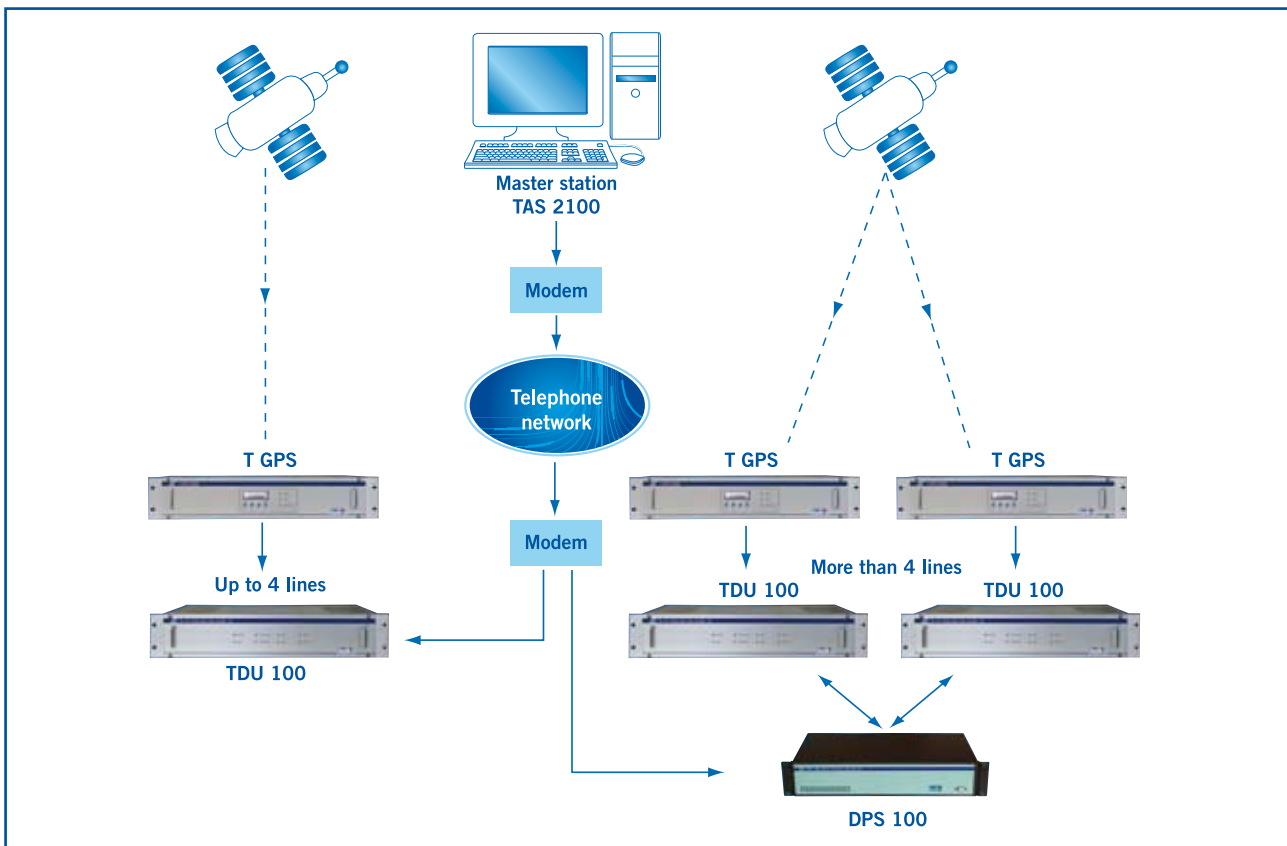 Master station
TAS 2100
Modem
Telephone
network
T GPS
T GPS
T GPS
Modem
Up to 4 lines
More than 4 lines
TDU 100
TDU 100
TDU 100
DPS 100